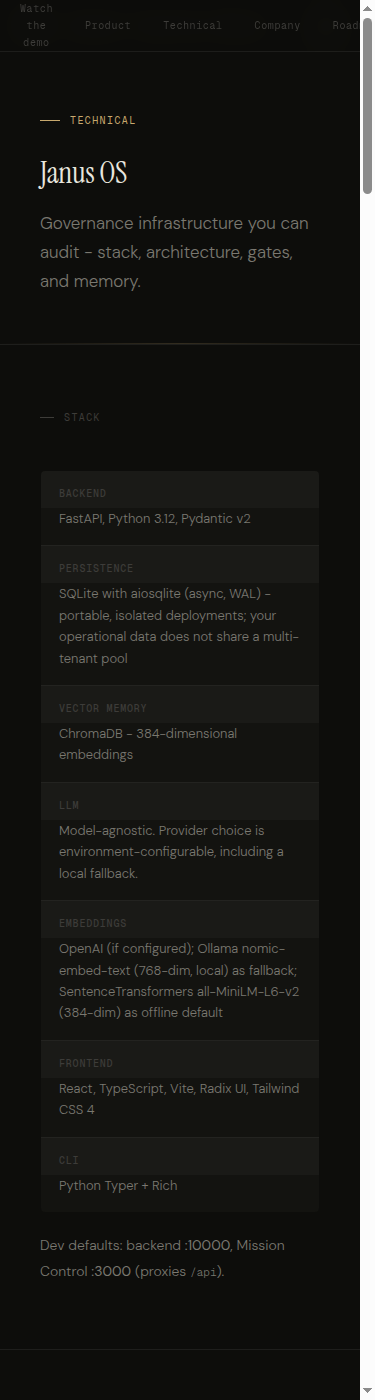 Watch
the
demo
Product
Technical
Company
Road
TECHNICAL
Janus OS
Governance infrastructure you can
audit – stack, architecture, gates,
and memory.
STACK
BACKEND
FastAPI, Python 3.12, Pydantic v2
PERSISTENCE
SQLite with aiosqlite (async, WAL) –
portable, isolated deployments; your
operational data does not share a multi-
tenant pool
VECTOR MEMORY
ChromaDB – 384-dimensional
embeddings
LLM
Model-agnostic. Provider choice is
environment-configurable, including a
local fallback.
EMBEDDINGS
OpenAI (if configured); Ollama nomic-
embed-text (768-dim, local) as fallback;
SentenceTransformers all-MiniLM-L6-v2
(384-dim) as offline default
FRONTEND
React, TypeScript, Vite, Radix UI, Tailwind
CSS 4
CLI
Python Typer + Rich
Dev defaults: backend :10000, Mission
Control :3000 (proxies /api).